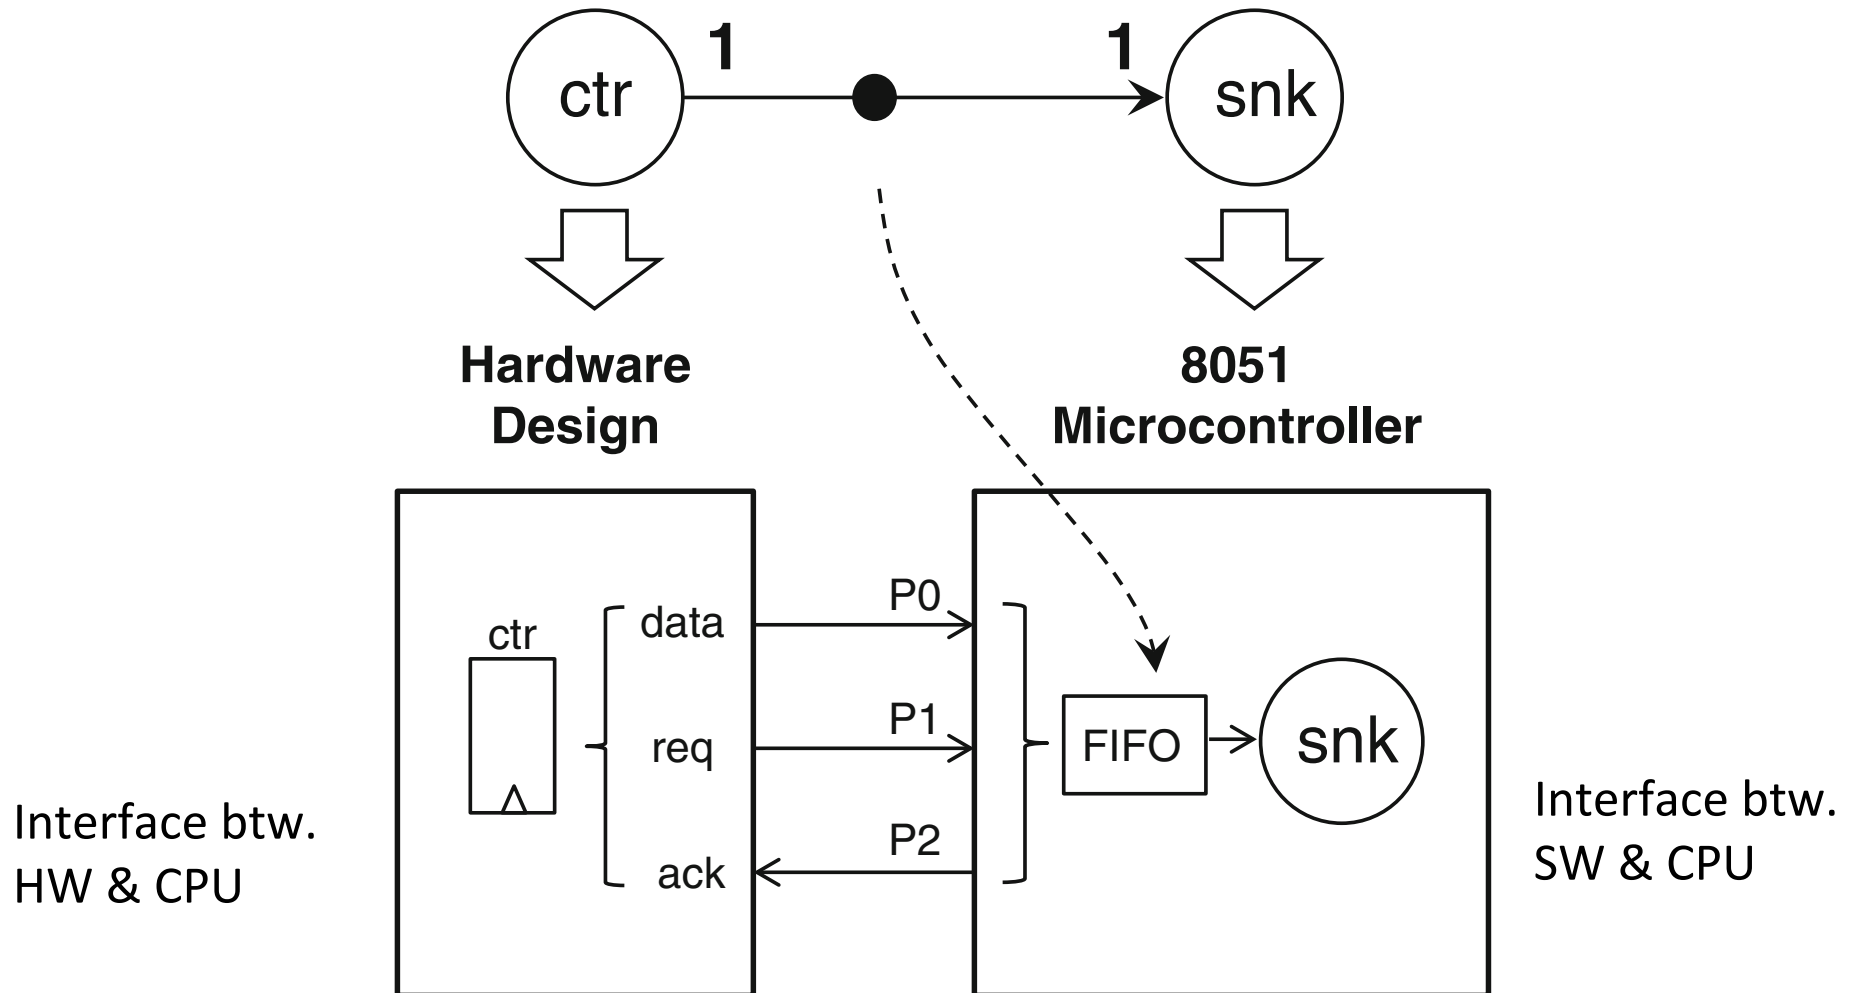 1
1
ctr
snk
Hardware
Design
8051
Microcontroller
P0
data
ctr
P1
req
FIFO
snk
P2
ack
Interface btw.
HW & CPU
Interface btw.
SW & CPU